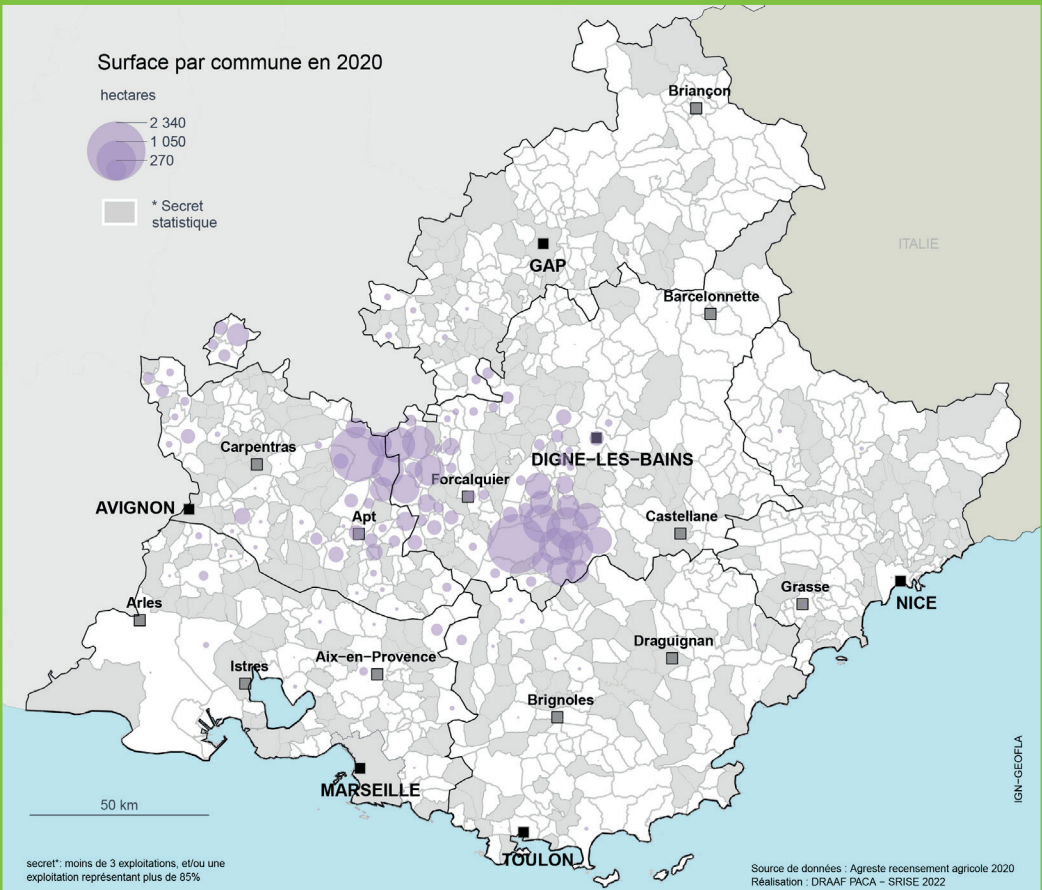 Surface par commune en 2020
hectares
2 340
1 050
270
* Secret
statistique
Briançon
ITALIE
GAP
Barcelonnette
Carpentras
DIGNE–LES–BAINS
Forcalquier
AVIGNON
Apt
Castellane
Grasse
NICE
Arles
Draguignan
Aix–en–Provence
Istres
Brignoles
MARSEILLE
50 km
TOULON
IGN–GEOFLA
secret*: moins de 3 exploitations, et/ou une
exploitation représentant plus de 85%
Source de données : Agreste recensement agricole 2020
Réalisation : DRAAF PACA – SRISE 2022